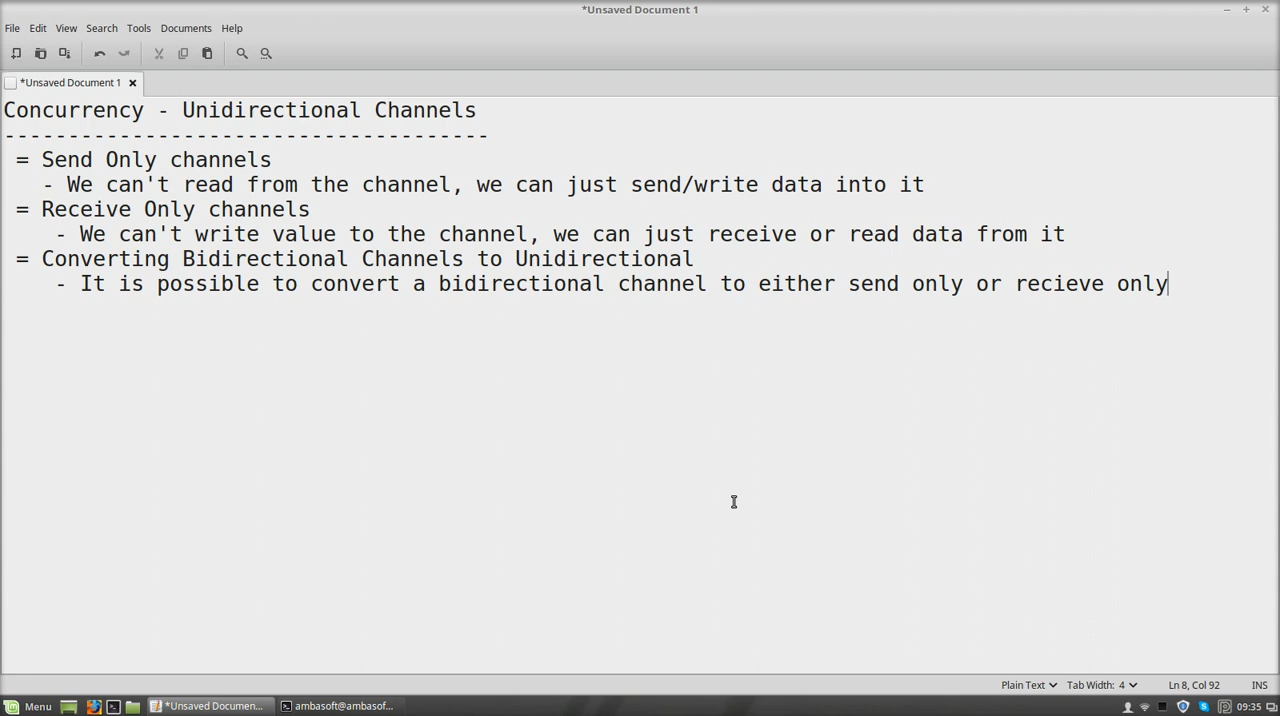 *Unsaved Document 1
File Edit View Search Tools Documents Help
*Unsaved Document 1
Concurrency - Unidirectional Channels
--------------------------------------
= Send Only channels
- We can't read from the channel, we can just send/write data into it
= Receive Only channels
- We can't write value to the channel, we can just receive or read data from it
= Converting Bidirectional Channels to Unidirectional
- It is possible to convert a bidirectional channel to either send only or recieve only
Plain Text Tab Width: 4 Ln 8, Col 92 INS
Menu *Unsaved Documen... ambasoft@ambasof... 09:35